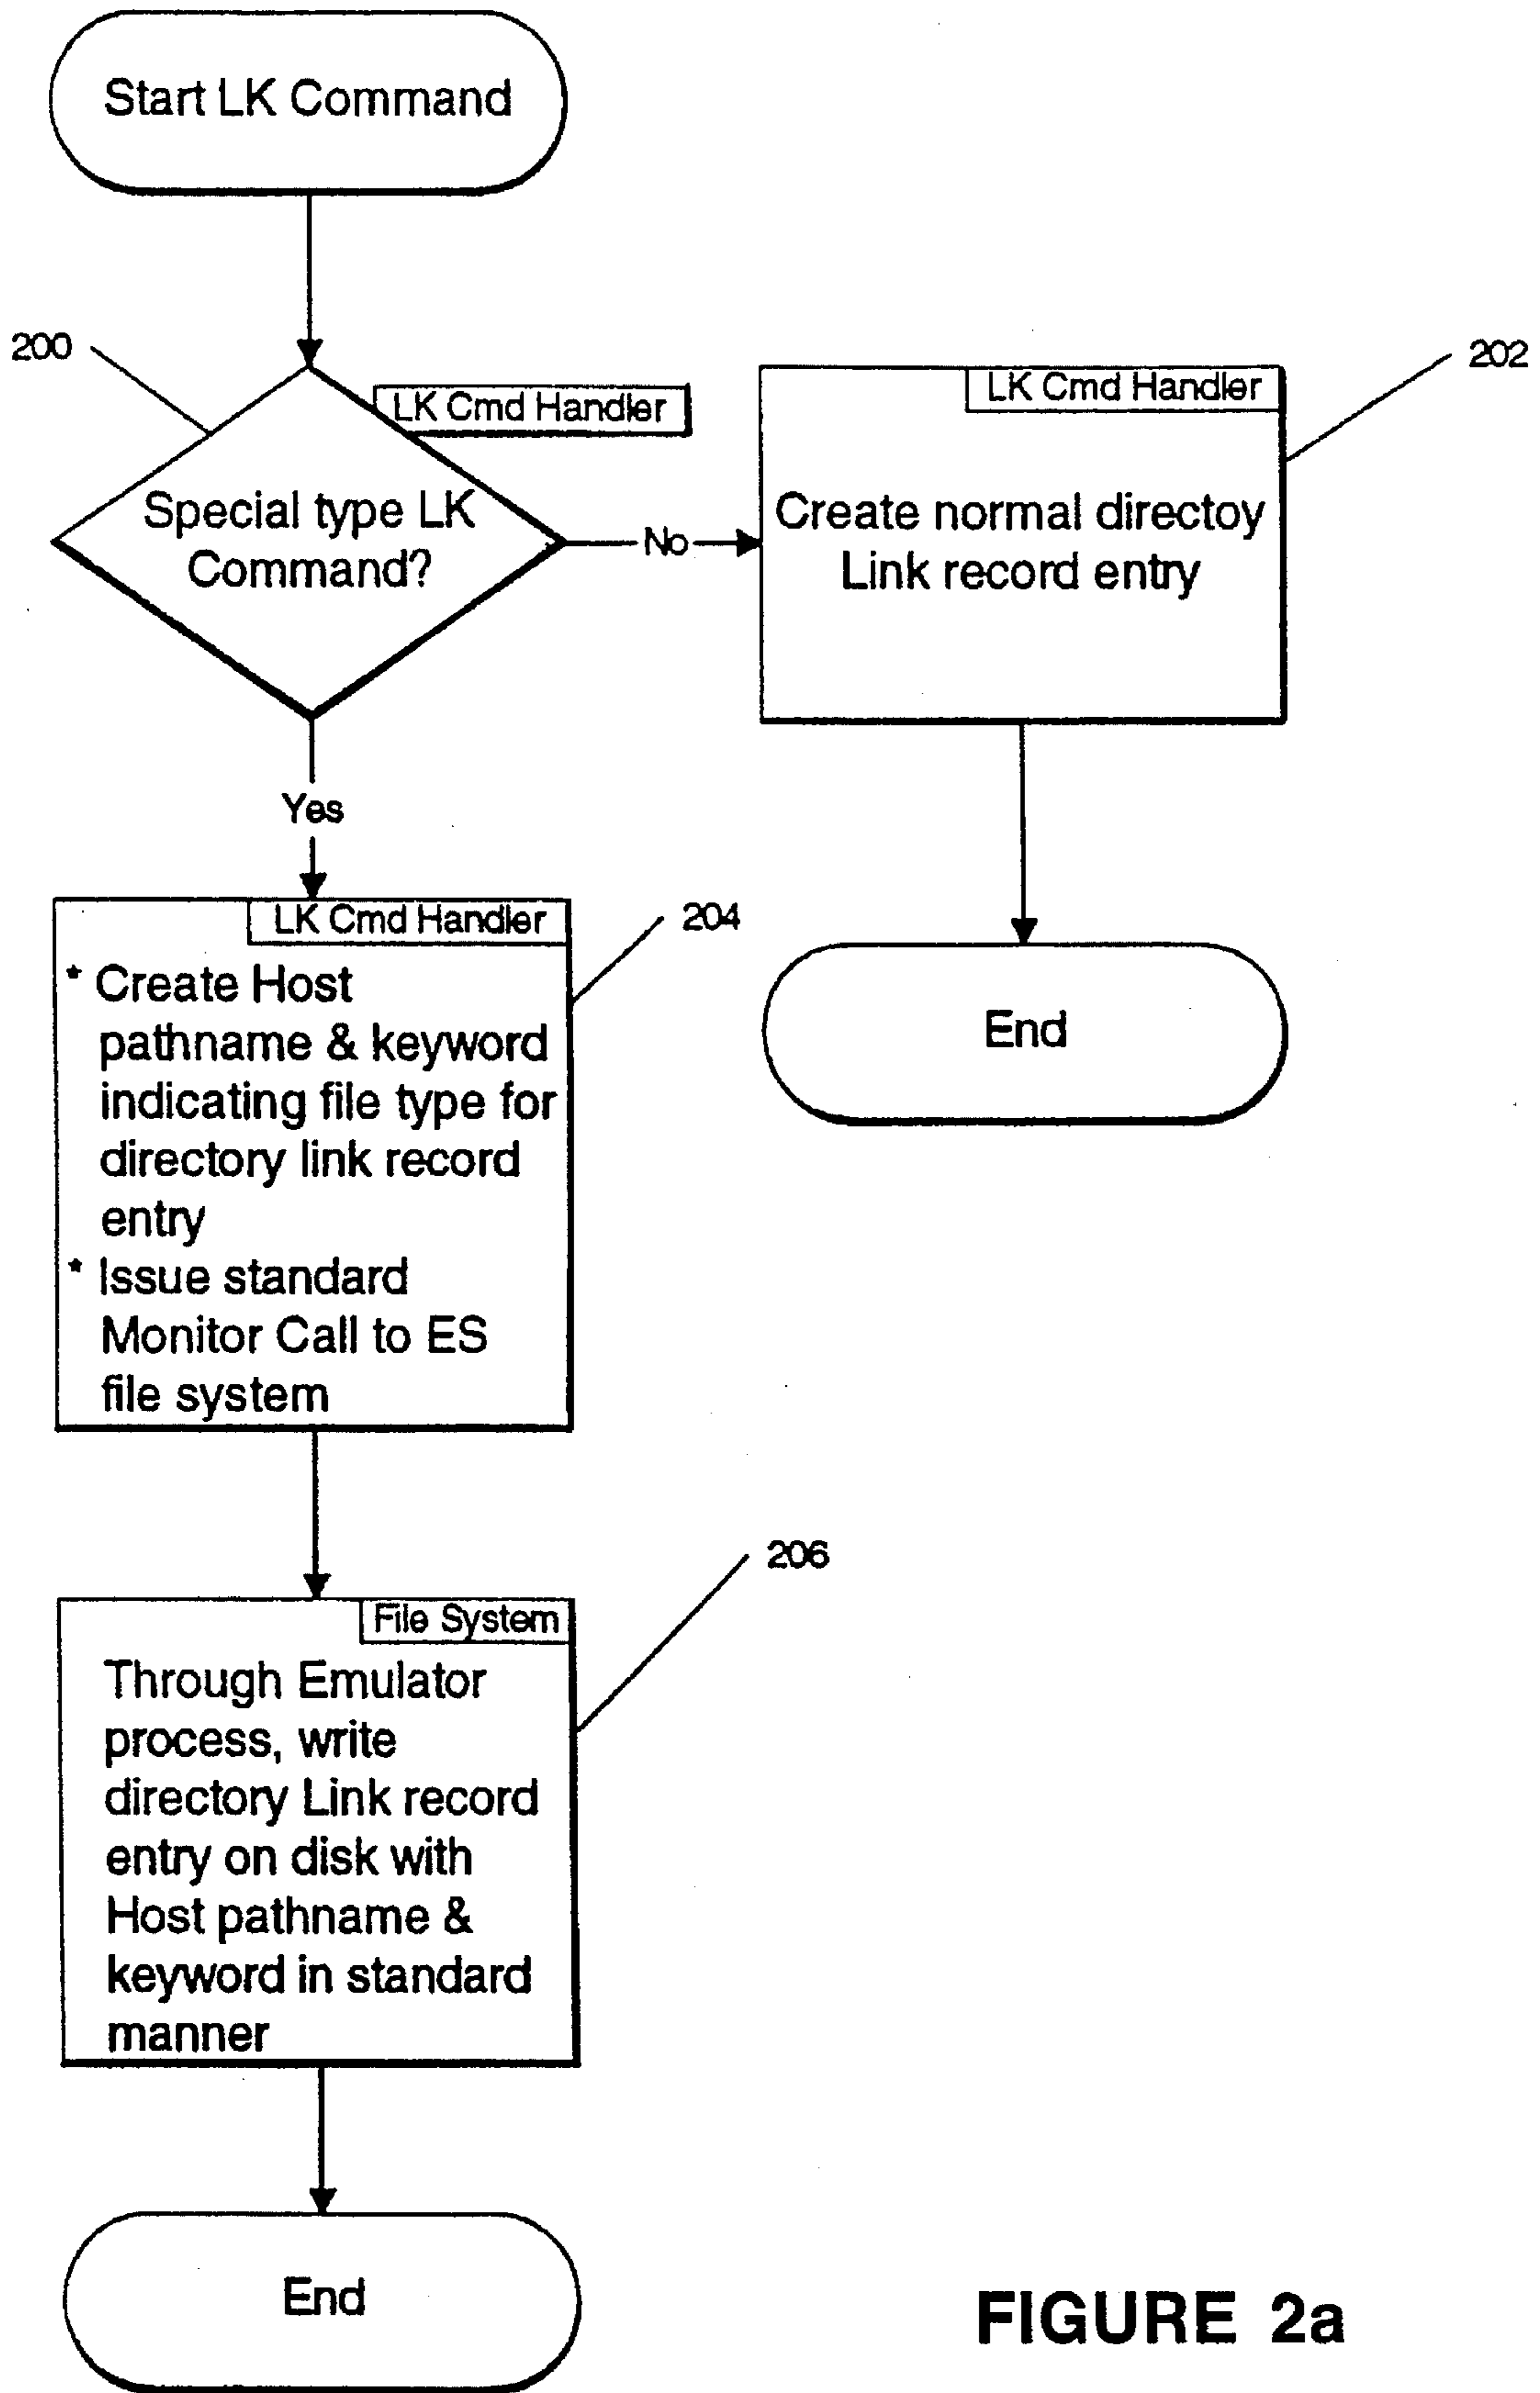 Start LK Command
200
LK Cmd Handler
Special type LK
Command?
No
LK Cmd Handler
202
Create normal directoy
Link record entry
End
Yes
LK Cmd Handler
204
* Create Host
pathname & keyword
indicating file type for
directory link record
entry
* Issue standard
Monitor Call to ES
file system
206
File System
Through Emulator
process, write
directory Link record
entry on disk with
Host pathname &
keyword in standard
manner
End
FIGURE 2a